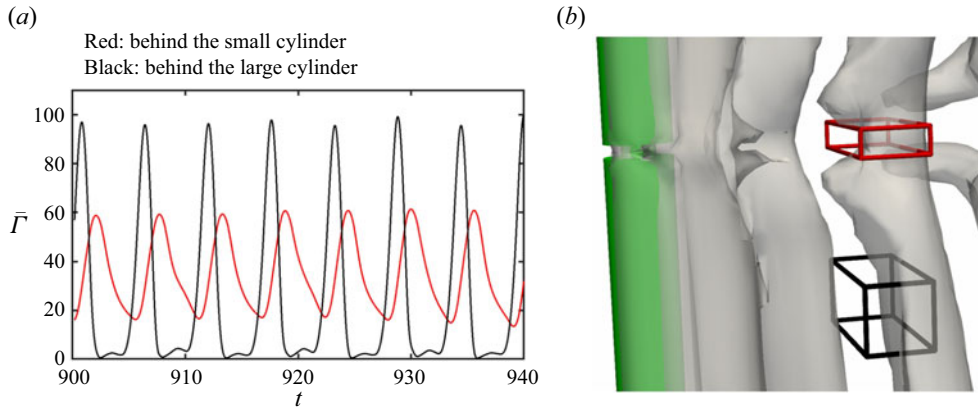 (a)
Red: behind the small cylinder
Black: behind the large cylinder
100
80
60
Γ̿
40
20
0
900 910 920 930 940
t
(b)